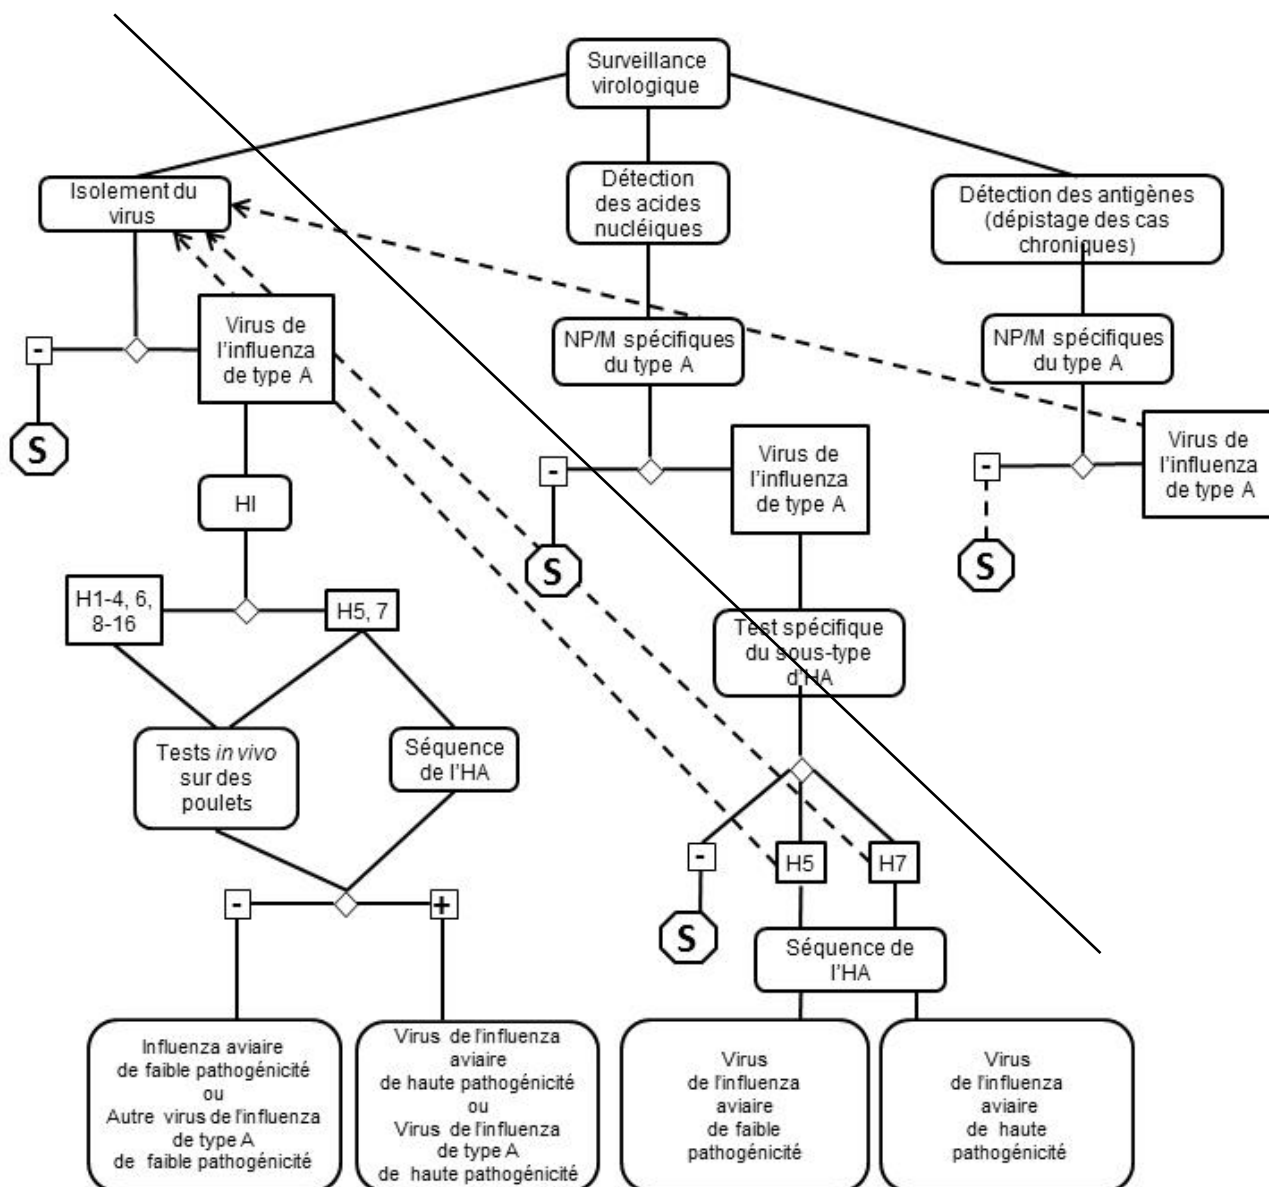 Surveillance
virologique
Isolement du
virus
Détection
des acides
nucléiques
Détection des antigènes
(dépistage des cas
chroniques)
Virus de
l'influenza
de type A
NP/M spécifiques
du type A
NP/M spécifiques
du type A
-
S
-
Virus de
l'influenza
de type A
-
Virus de
l'influenza
de type A
HI
S
S
H1-4, 6,
8-16
H5, 7
Test spécifique
du sous-type
d'HA
Tests in vivo
sur des
poulets
Séquence
de l'HA
-
H5
H7
-
+
S
Séquence de
l'HA
Influenza aviaire
de faible pathogénicité
ou
Autre virus de l'influenza
de type A
de faible pathogénicité
Virus de l'influenza
aviaire
de haute pathogénicité
ou
Virus de l'influenza
de type A
de haute pathogénicité
Virus
de l'influenza
aviaire
de faible
pathogénicité
Virus
de l'influenza
aviaire
de haute
pathogénicité